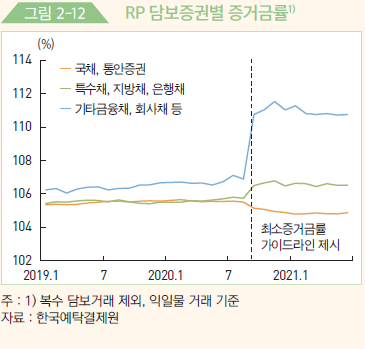 그림 2-12 RP 담보증권별 증거금률1)
(%)
114
112
110
108
106
104
102
국채, 통안증권
특수채, 지방채, 은행채
기타금융채, 회사채 등
최소증거금률
가이드라인 제시
2019.1 7 2020.1 7 2021.1
주 : 1) 복수 담보거래 제외, 익일물 거래 기준
자료 : 한국예탁결제원